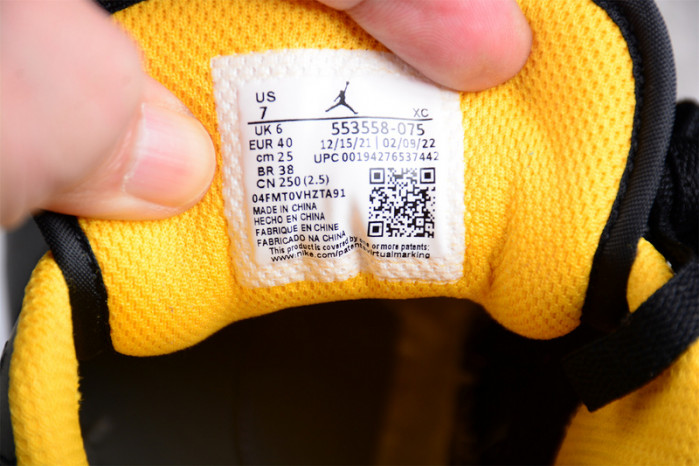 US
7
XC
UK 6 553558-075
EUR 40 12/15/21 | 02/09/22
cm 25 UPC 00194276537442
BR 38
CN 250 (2.5)
04FMT0VHZTA91
MADE IN CHINA
HECHO EN CHINA
FABRIQUE EN CHINE
FABRICADO NA CHINA
This product is covered by one or more patents:
www.nike.com/patents virtualmarking